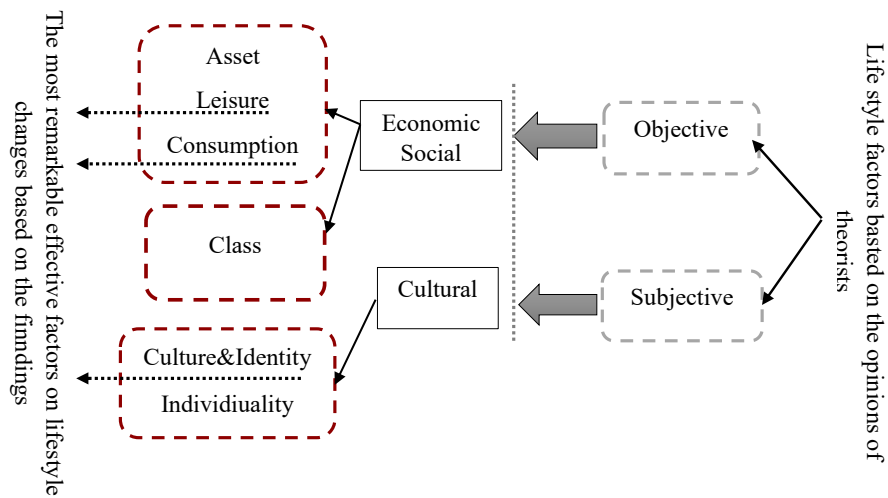 The most remarkable effective factors on lifestyle
changes based on the finndings
Asset
Leisure
Consumption
Class
Culture&Identity
Individiuality
Economic
Social
Cultural
Objective
Subjective
Life style factors basted on the opinions of
theorists